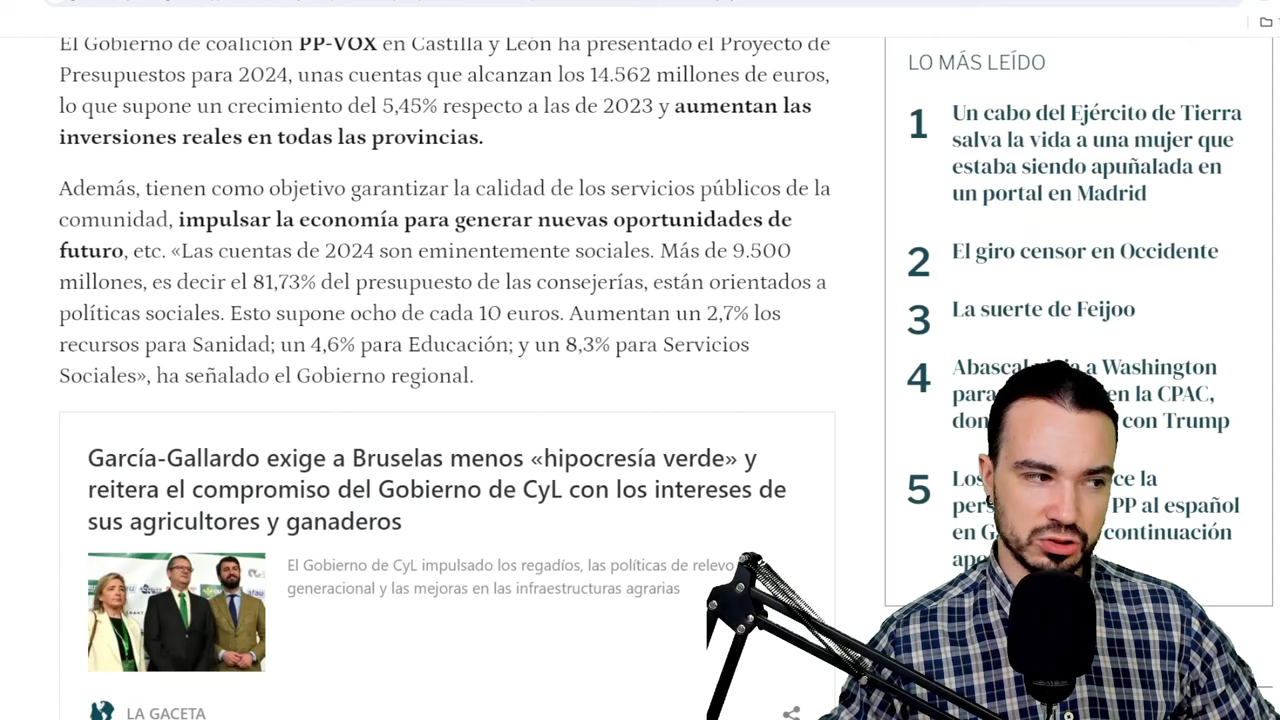 El Gobierno de coalición PP-VOX en Castilla y León ha presentado el Proyecto de
Presupuestos para 2024, unas cuentas que alcanzan los 14.562 millones de euros,
lo que supone un crecimiento del 5,45% respecto a las de 2023 y aumentan las
inversiones reales en todas las provincias.
Además, tienen como objetivo garantizar la calidad de los servicios públicos de la
comunidad, impulsar la economía para generar nuevas oportunidades de
futuro, etc. «Las cuentas de 2024 son eminentemente sociales. Más de 9.500
millones, es decir el 81,73% del presupuesto de las consejerías, están orientados a
políticas sociales. Esto supone ocho de cada 10 euros. Aumentan un 2,7% los
recursos para Sanidad; un 4,6% para Educación; y un 8,3% para Servicios
Sociales», ha señalado el Gobierno regional.
García-Gallardo exige a Bruselas menos «hipocresía verde» y
reitera el compromiso del Gobierno de CyL con los intereses de
sus agricultores y ganaderos
El Gobierno de CyL impulsado los regadíos, las políticas de relevo
generacional y las mejoras en las infraestructuras agrarias
LA GACETA
LO MÁS LEÍDO
1
Un cabo del Ejército de Tierra
salva la vida a una mujer que
estaba siendo apuñalada en
un portal en Madrid
2
El giro censor en Occidente
3
La suerte de Feijoo
4
Abascal a Washington
para en la CPAC,
con Trump
5
Los la
PP al español
en continuación